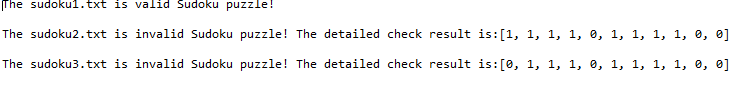 The sudoku1.txt is valid Sudoku puzzle!
The sudoku2.txt is invalid Sudoku puzzle! The detailed check result is:[1, 1, 1, 1, 0, 1, 1, 1, 1, 0, 0]
The sudoku3.txt is invalid Sudoku puzzle! The detailed check result is:[0, 1, 1, 1, 0, 1, 1, 1, 1, 0, 0]